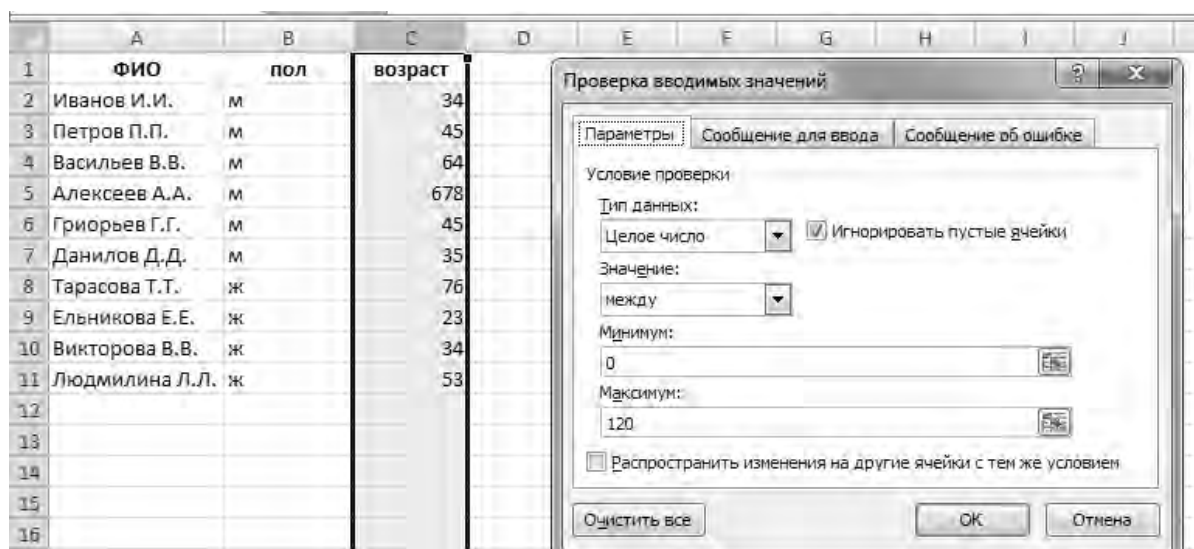 A B C D E F G H I J
1 ФИО пол возраст
2 Иванов И.И. м 34
3 Петров П.П. м 45
4 Васильев В.В. м 64
5 Алексеев А.А. м 678
6 Гриорьев Г.Г. м 45
7 Данилов Д.Д. м 35
8 Тарасова Т.Т. ж 76
9 Ельникова Е.Е. ж 23
10 Викторова В.В. ж 34
11 Людмилина Л.Л. ж 53
12
13
14
15
16
Проверка вводимых значений
Параметры Сообщение для ввода Сообщение об ошибке
Условие проверки
Тип данных:
Целое число Игнорировать пустые ячейки
Значение:
между
Минимум:
0
Максимум:
120
Распространить изменения на другие ячейки с тем же условием
Очистить все ОК Отмена